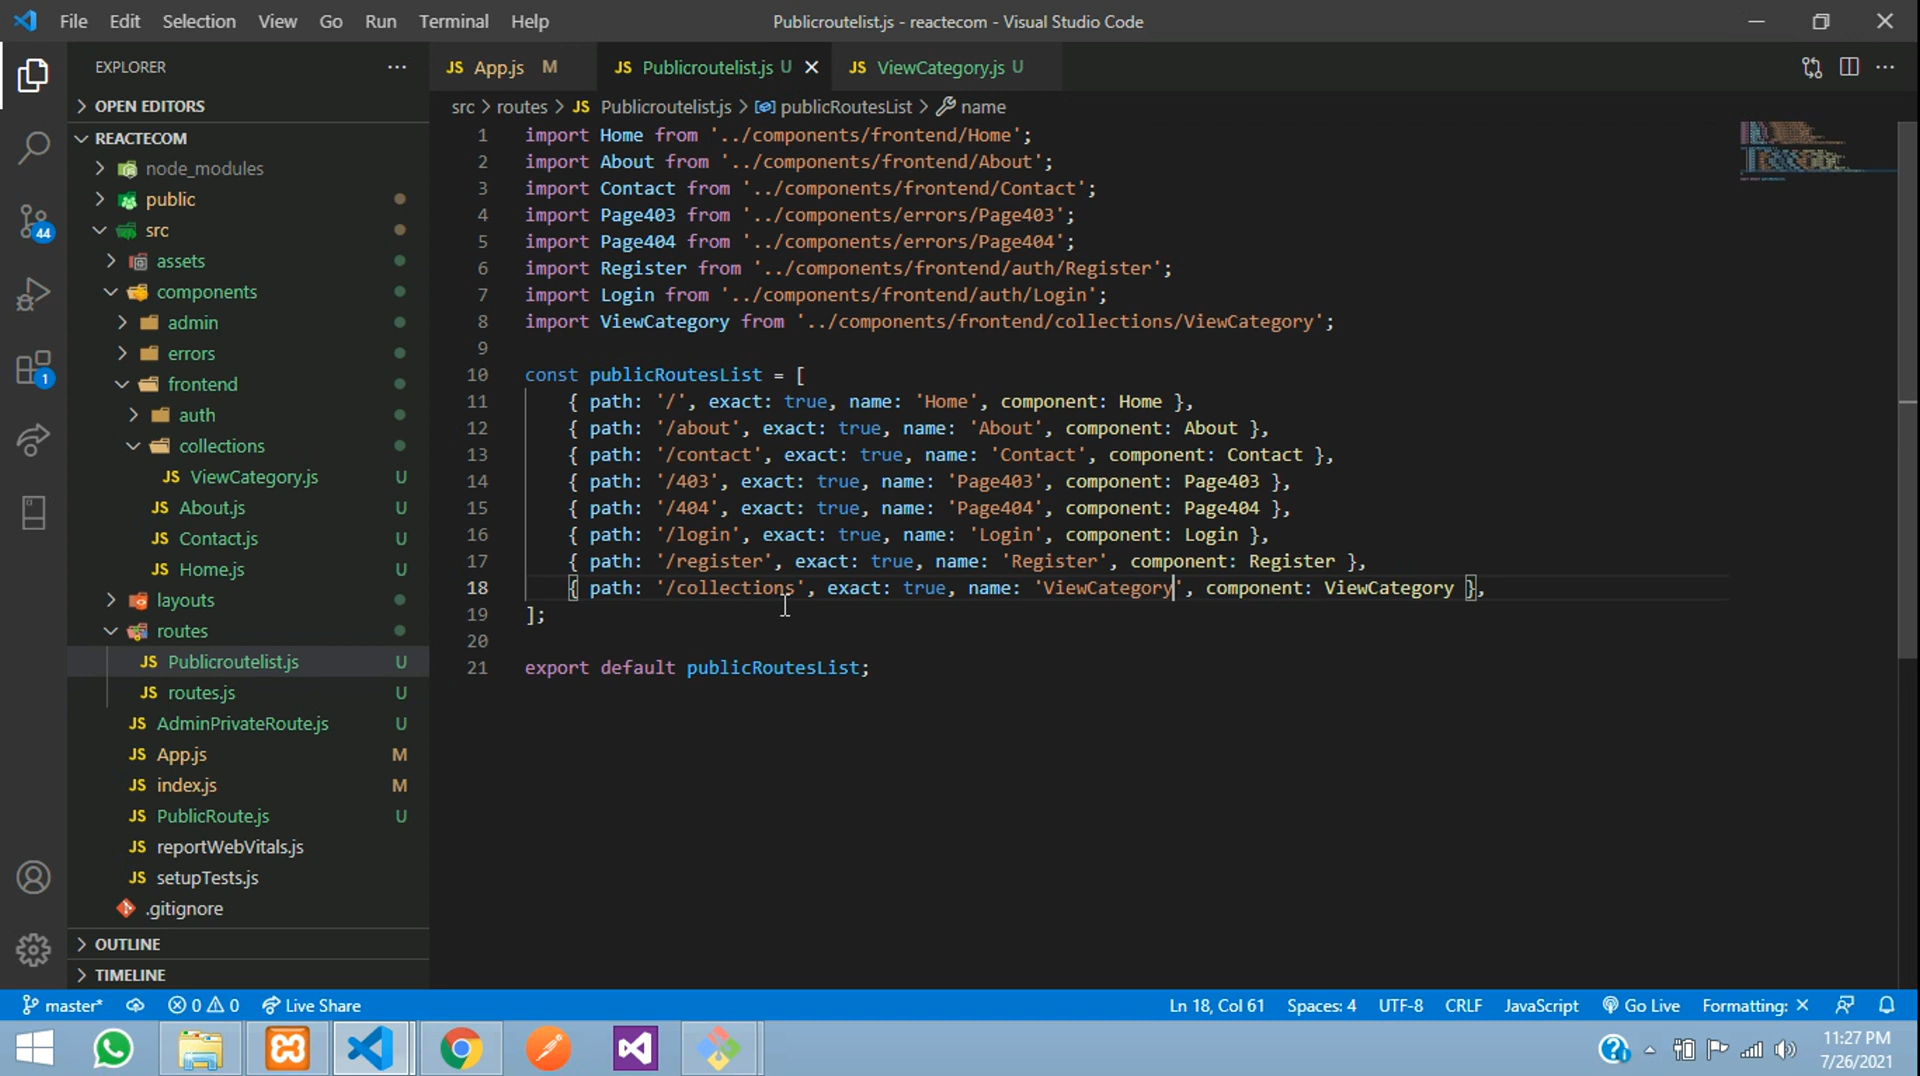 File Edit Selection View Go Run Terminal Help
Publicroutelist.js - reactecom - Visual Studio Code
EXPLORER
OPEN EDITORS
REACTECOM
node_modules
public
src
assets
components
admin
errors
frontend
auth
collections
JS ViewCategory.js U
JS About.js U
JS Contact.js U
JS Home.js U
layouts
routes
JS Publicroutelist.js U
JS routes.js U
JS AdminPrivateRoute.js U
JS App.js M
JS index.js M
JS PublicRoute.js U
JS reportWebVitals.js
JS setupTests.js
.gitignore
OUTLINE
TIMELINE
44
1
JS App.js M
JS Publicroutelist.js U
JS ViewCategory.js U
src > routes > JS Publicroutelist.js > publicRoutesList > name
1 import Home from '../components/frontend/Home';
2 import About from '../components/frontend/About';
3 import Contact from '../components/frontend/Contact';
4 import Page403 from '../components/errors/Page403';
5 import Page404 from '../components/errors/Page404';
6 import Register from '../components/frontend/auth/Register';
7 import Login from '../components/frontend/auth/Login';
8 import ViewCategory from '../components/frontend/collections/ViewCategory';
9
10 const publicRoutesList = [
11 { path: '/', exact: true, name: 'Home', component: Home },
12 { path: '/about', exact: true, name: 'About', component: About },
13 { path: '/contact', exact: true, name: 'Contact', component: Contact },
14 { path: '/403', exact: true, name: 'Page403', component: Page403 },
15 { path: '/404', exact: true, name: 'Page404', component: Page404 },
16 { path: '/login', exact: true, name: 'Login', component: Login },
17 { path: '/register', exact: true, name: 'Register', component: Register },
18 { path: '/collections', exact: true, name: 'ViewCategory', component: ViewCategory },
19 ];
20
21 export default publicRoutesList;
master* 0 0 Live Share
Ln 18, Col 61 Spaces: 4 UTF-8 CRLF JavaScript Go Live Formatting: ×
11:27 PM
7/26/2021